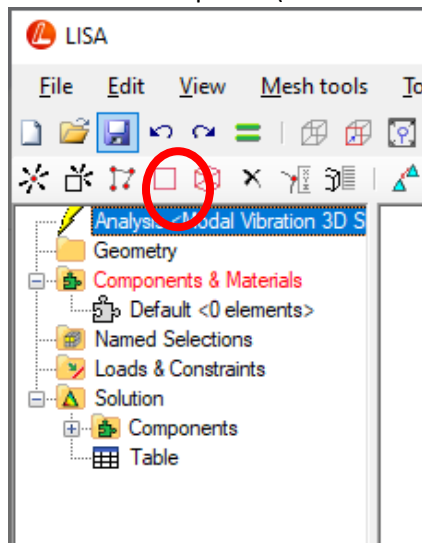 LISA
File Edit View Mesh tools
Analysis <Modal Vibration 3D S
Geometry
Components & Materials
Default <0 elements>
Named Selections
Loads & Constraints
Solution
Components
Table